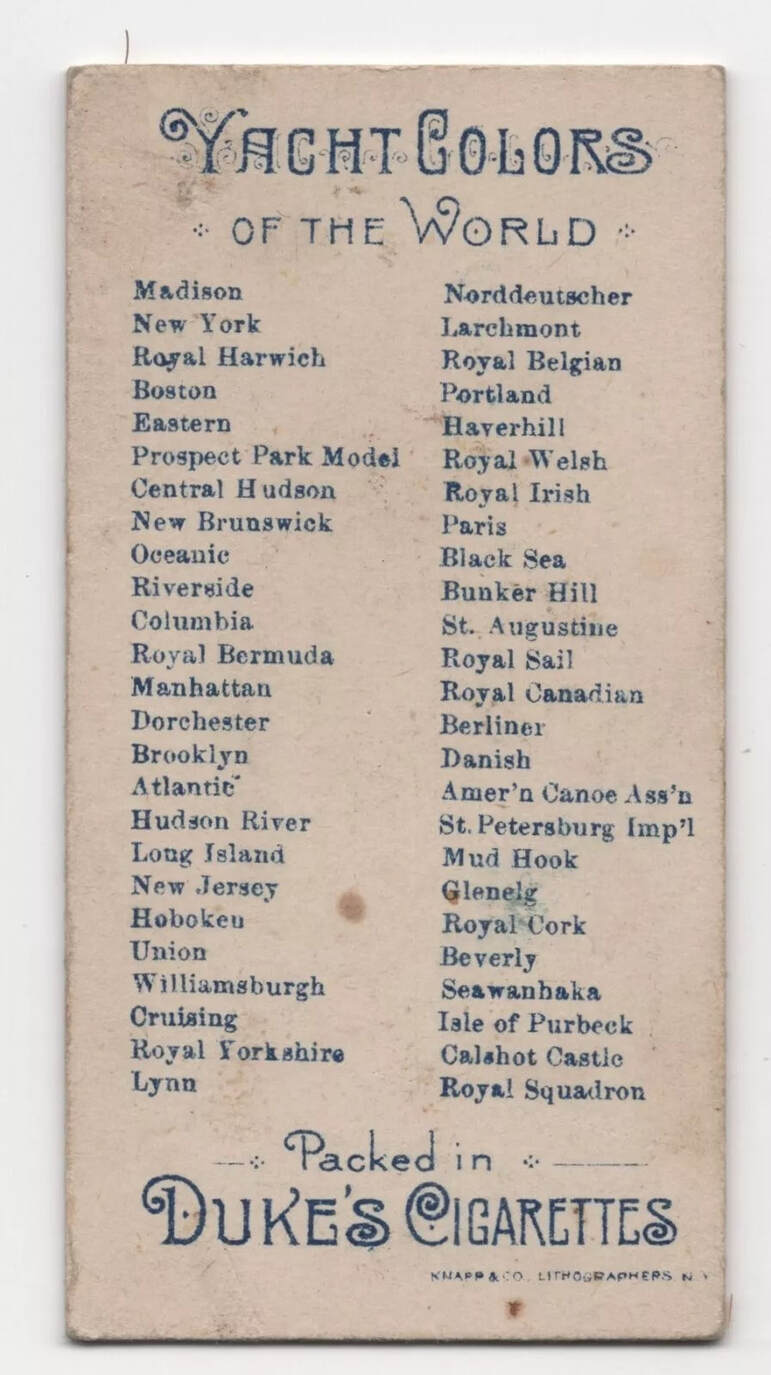 YACHT COLORS
OF THE WORLD
Madison
New York
Royal Harwich
Boston
Eastern
Prospect Park Model
Central Hudson
New Brunswick
Oceanic
Riverside
Columbia
Royal Bermuda
Manhattan
Dorchester
Brooklyn
Atlantic
Hudson River
Long Island
New Jersey
Hoboken
Union
Williamsburgh
Cruising
Royal Yorkshire
Lynn
Norddeutscher
Larchmont
Royal Belgian
Portland
Haverhill
Royal Welsh
Royal Irish
Paris
Black Sea
Bunker Hill
St. Augustine
Royal Sail
Royal Canadian
Berliner
Danish
Amer'n Canoe Ass'n
St. Petersburg Imp'l
Mud Hook
Glenelg
Royal Cork
Beverly
Seawanhaka
Isle of Purbeck
Calshot Castle
Royal Squadron
Packed in
DUKE'S CIGARETTES
KNAPP & CO. LITHOGRAPHERS N Y